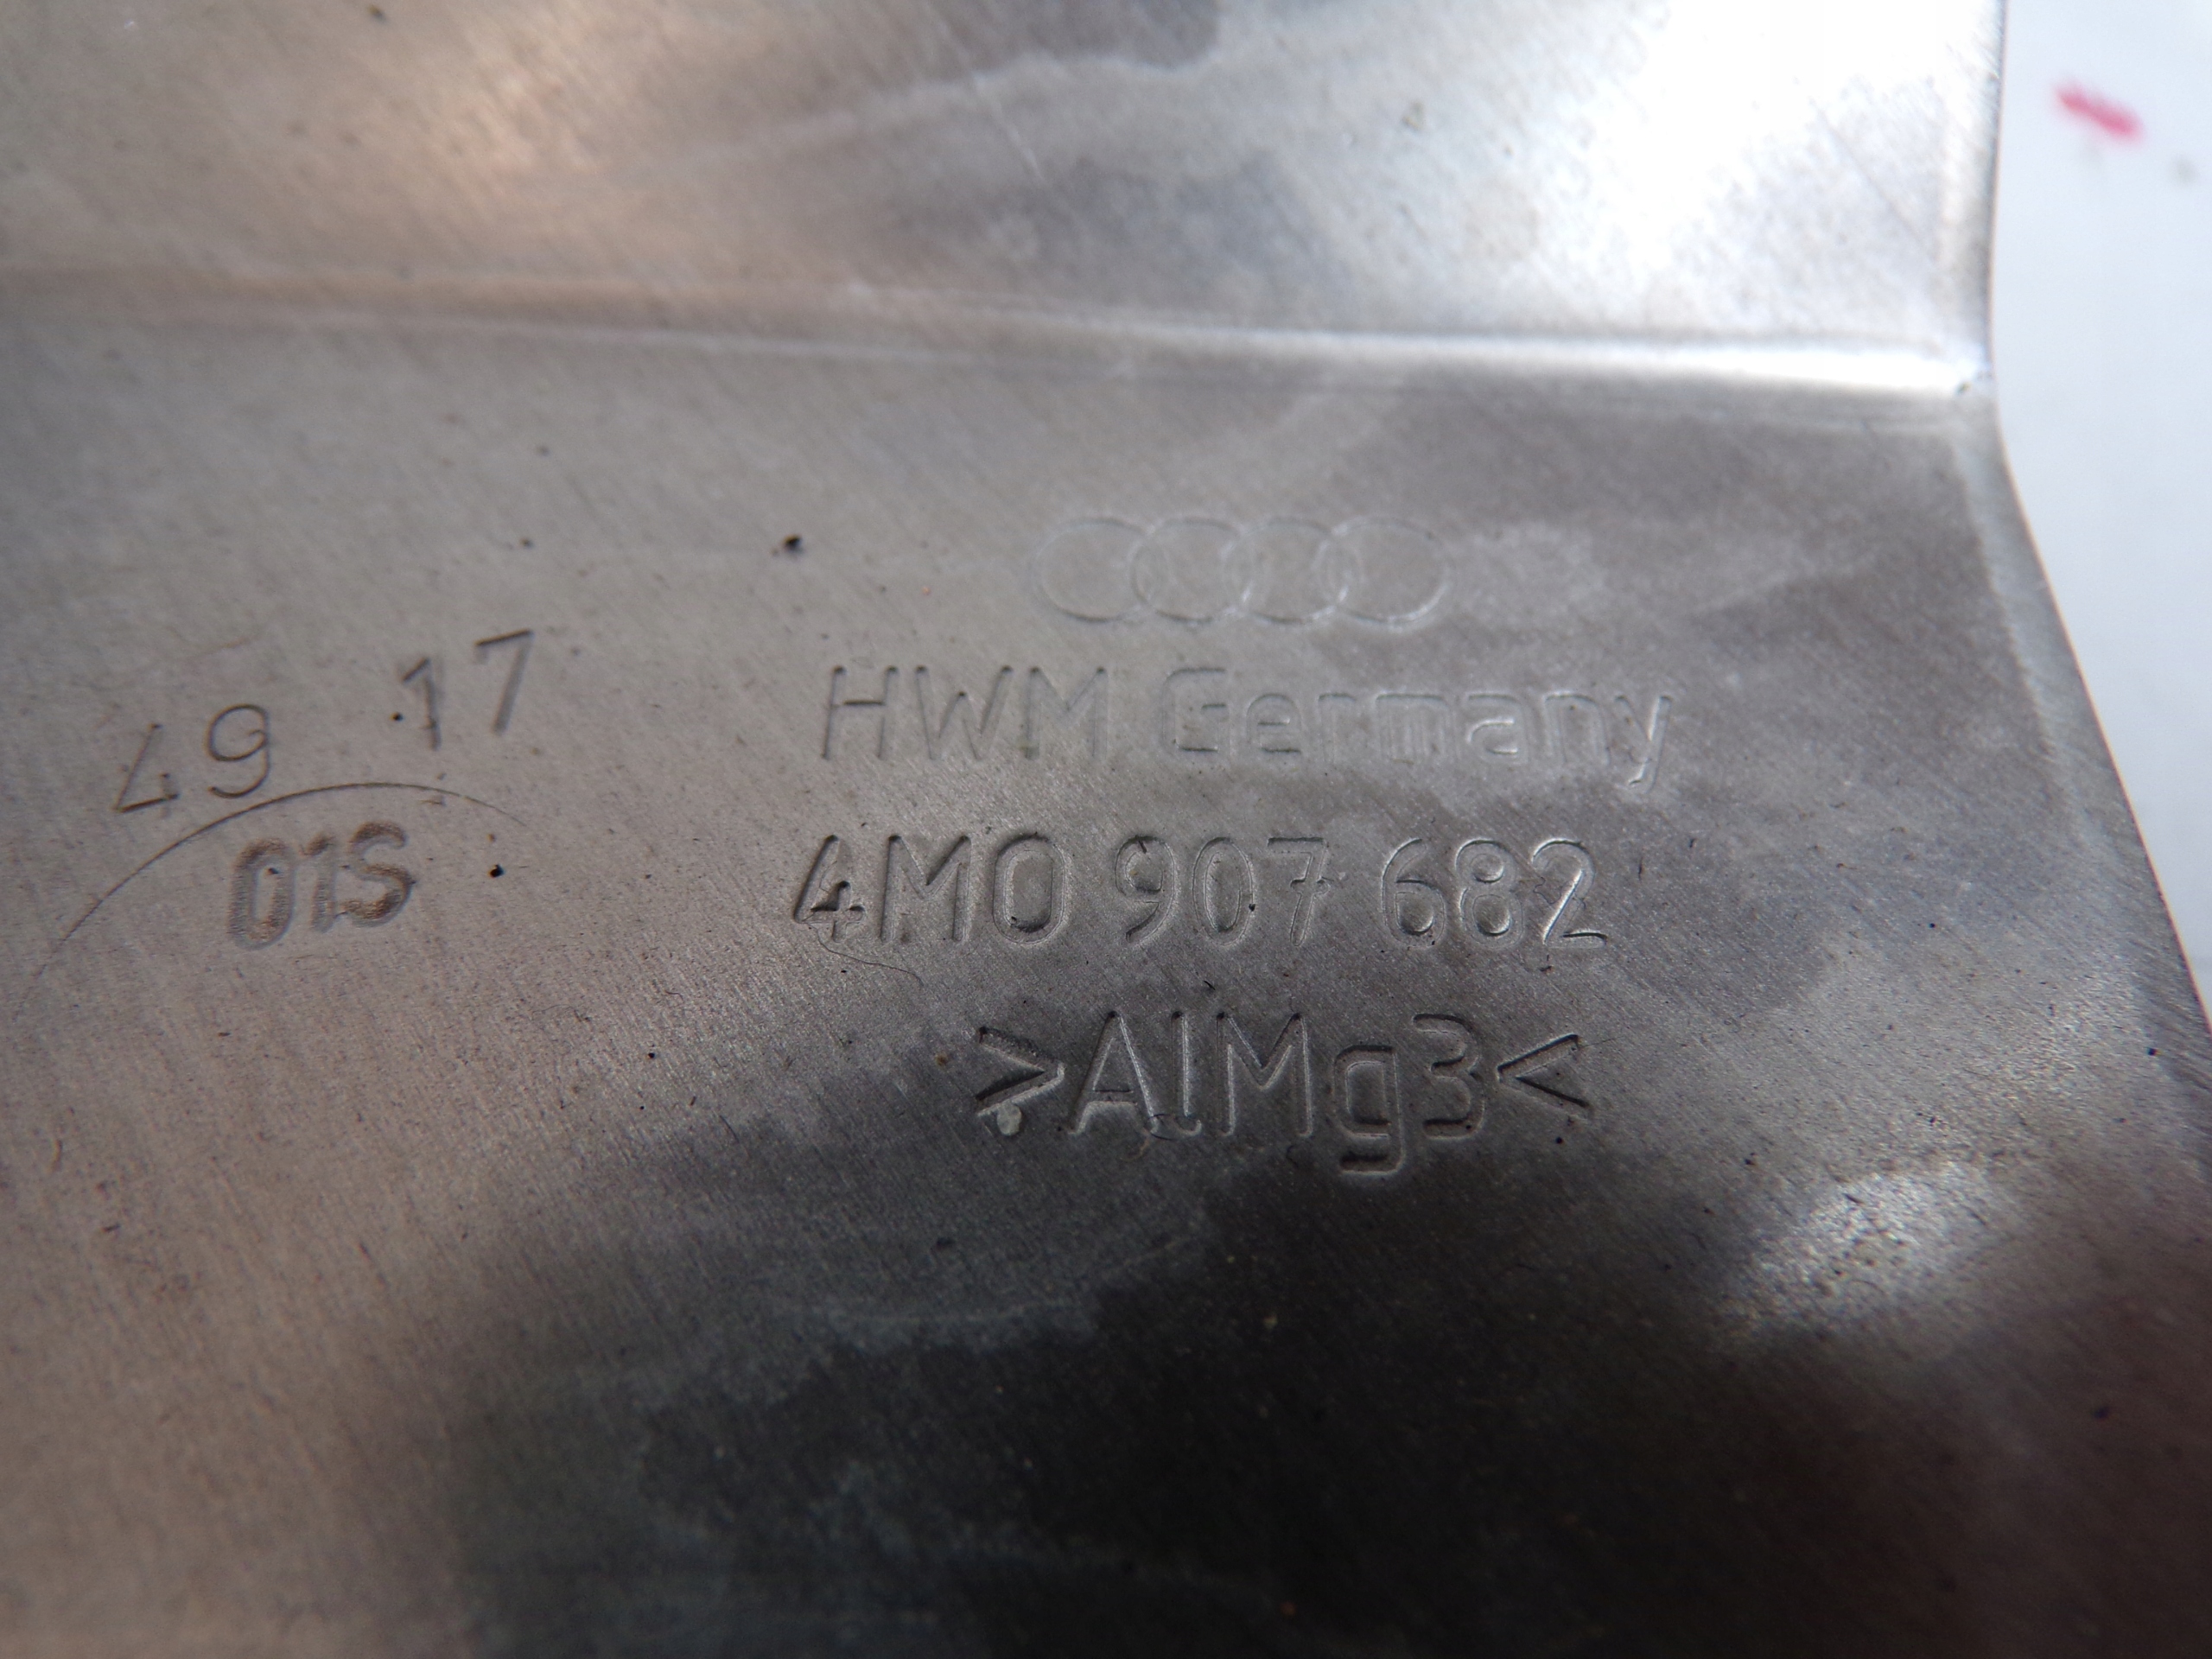 49 17
01S
HWM Germany
4M0 907 682
>AlMg3<